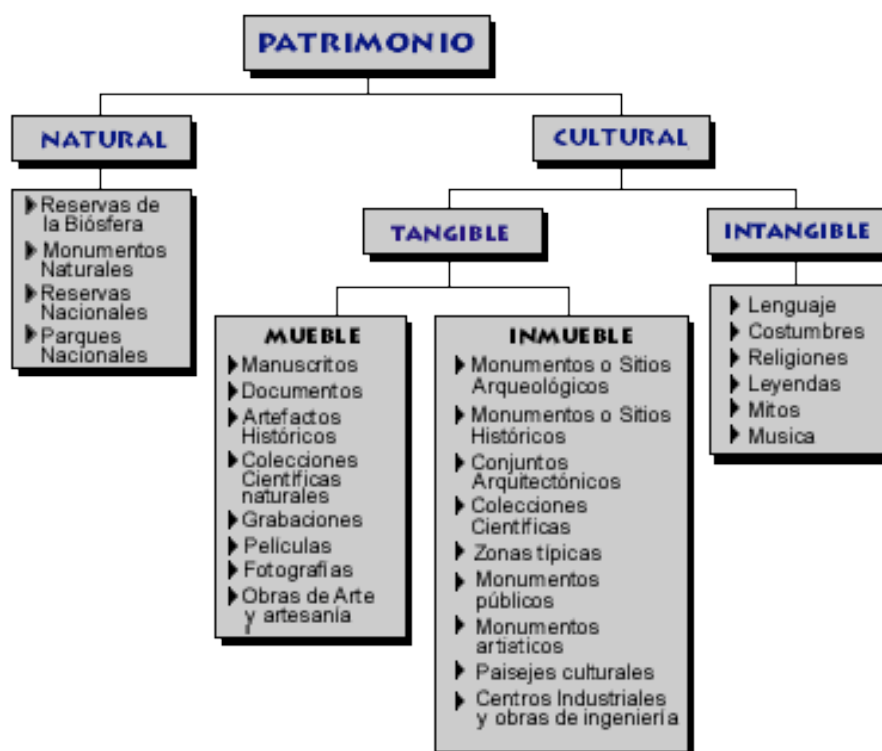 PATRIMONIO
NATURAL
Reservas de
la Biósfera
Monumentos
Naturales
Reservas
Nacionales
Parques
Nacionales
CULTURAL
TANGIBLE
MUEBLE
Manuscritos
Documentos
Artefactos
Históricos
Colecciones
Científicas
naturales
Grabaciones
Películas
Fotografías
Obras de Arte
y artesanía
INMUEBLE
Monumentos o Sitios
Arqueológicos
Monumentos o Sitios
Históricos
Conjuntos
Arquitectónicos
Colecciones
Científicas
Zonas típicas
Monumentos
públicos
Monumentos
artísticos
Paisejes culturales
Centros Industriales
y obras de ingeniería
INTANGIBLE
Lenguaje
Costumbres
Religiones
Leyendas
Mitos
Musica